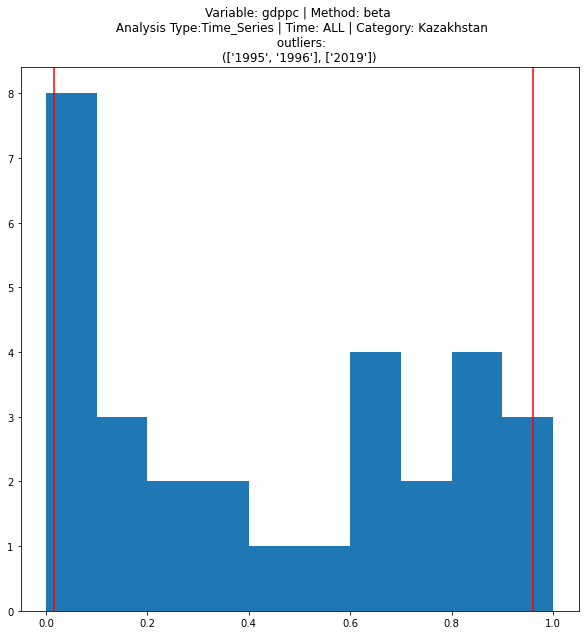 Variable: gdppc | Method: beta
Analysis Type:Time_Series | Time: ALL | Category: Kazakhstan
outliers:
(['1995', '1996'], ['2019'])
8
7
6
5
4
3
2
1
0
0.0 0.2 0.4 0.6 0.8 1.0